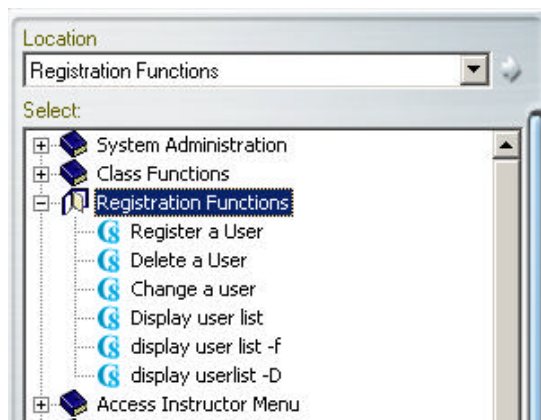 Location
Registration Functions
Select:
System Administration
Class Functions
Registration Functions
Register a User
Delete a User
Change a user
Display user list
display user list -f
display userlist -D
Access Instructor Menu